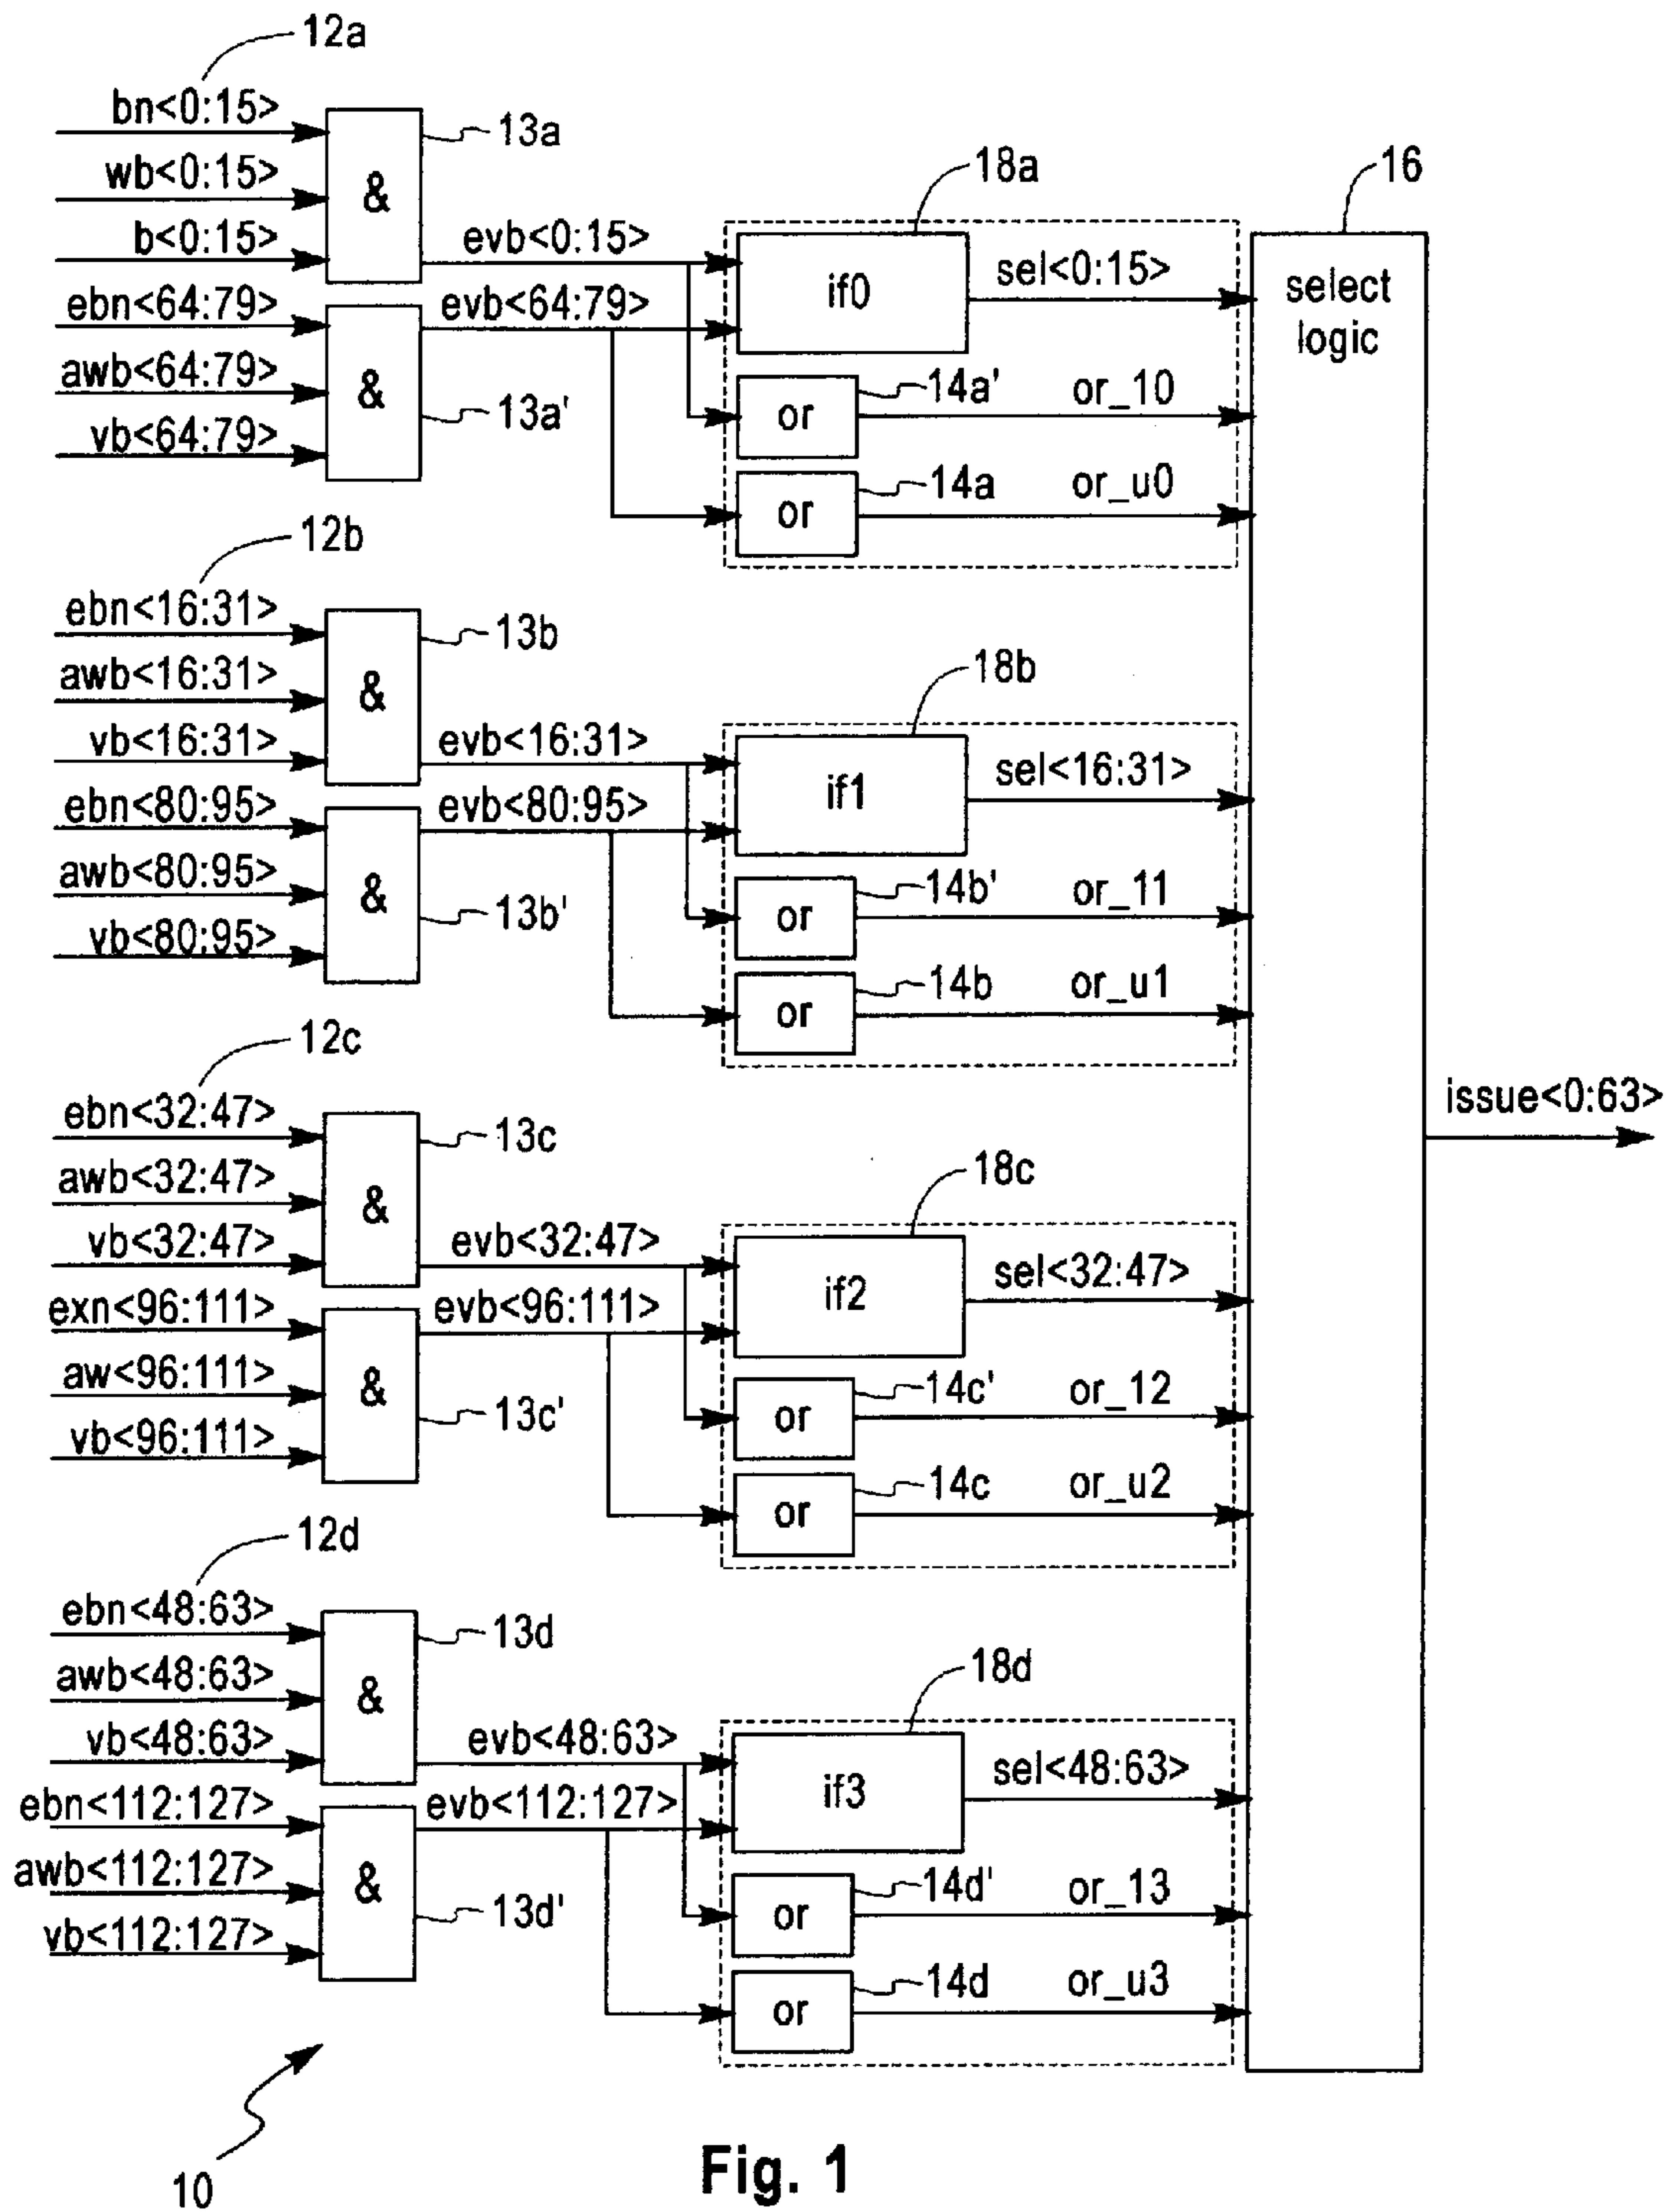 12a
bn<0:15>
wb<0:15>
b<0:15>
&
13a
ebn<64:79>
awb<64:79>
vb<64:79>
&
13a'
evb<0:15>
evb<64:79>
18a
if0
sel<0:15>
or
14a'
or_10
or
14a
or_u0
16
select
logic
12b
ebn<16:31>
awb<16:31>
vb<16:31>
&
13b
ebn<80:95>
awb<80:95>
vb<80:95>
&
13b'
evb<16:31>
evb<80:95>
18b
if1
sel<16:31>
or
14b'
or_11
or
14b
or_u1
12c
ebn<32:47>
awb<32:47>
vb<32:47>
&
13c
exn<96:111>
aw<96:111>
vb<96:111>
&
13c'
evb<32:47>
evb<96:111>
18c
if2
sel<32:47>
or
14c'
or_12
or
14c
or_u2
issue<0:63>
12d
ebn<48:63>
awb<48:63>
vb<48:63>
&
13d
ebn<112:127>
awb<112:127>
vb<112:127>
&
13d'
evb<48:63>
evb<112:127>
18d
if3
sel<48:63>
or
14d'
or_13
or
14d
or_u3
10
Fig. 1